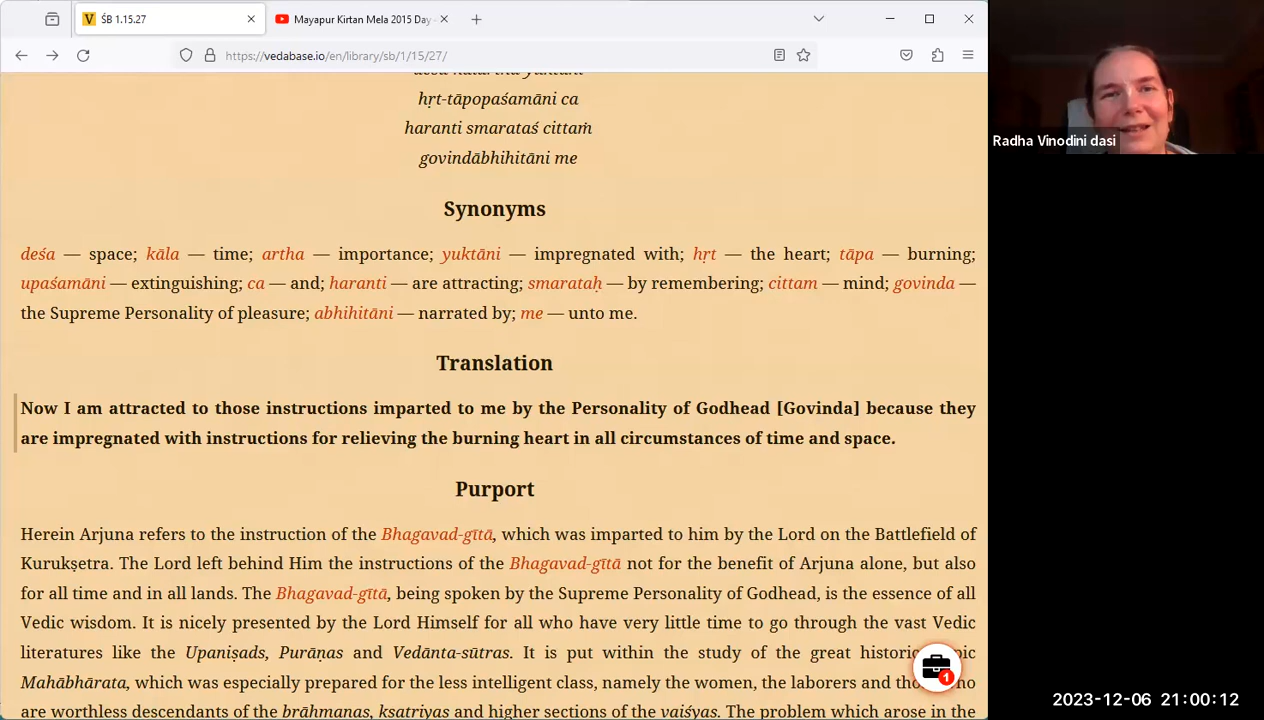 ŚB 1.15.27
Mayapur Kirtan Mela 2015 Day
https://vedabase.io/en/library/sb/1/15/27/
hṛt-tāpopaśamāni ca
haranti smarataś cittaṁ
govindābhihitāni me
Synonyms
deśa — space; kāla — time; artha — importance; yuktāni — impregnated with; hṛt — the heart; tāpa — burning;
upaśamāni — extinguishing; ca — and; haranti — are attracting; smarataḥ — by remembering; cittam — mind; govinda —
the Supreme Personality of pleasure; abhihitāni — narrated by; me — unto me.
Translation
Now I am attracted to those instructions imparted to me by the Personality of Godhead [Govinda] because they
are impregnated with instructions for relieving the burning heart in all circumstances of time and space.
Purport
Herein Arjuna refers to the instruction of the Bhagavad-gītā, which was imparted to him by the Lord on the Battlefield of
Kurukṣetra. The Lord left behind Him the instructions of the Bhagavad-gītā not for the benefit of Arjuna alone, but also
for all time and in all lands. The Bhagavad-gītā, being spoken by the Supreme Personality of Godhead, is the essence of all
Vedic wisdom. It is nicely presented by the Lord Himself for all who have very little time to go through the vast Vedic
literatures like the Upaniṣads, Purāṇas and Vedānta-sūtras. It is put within the study of the great historic
Mahābhārata, which was especially prepared for the less intelligent class, namely the women, the laborers and
are worthless descendants of the brāhmaṇas, kṣatriyas and higher sections of the vaiśyas. The problem which arose in the
1
Radha Vinodini dasi
2023-12-06 21:00:12